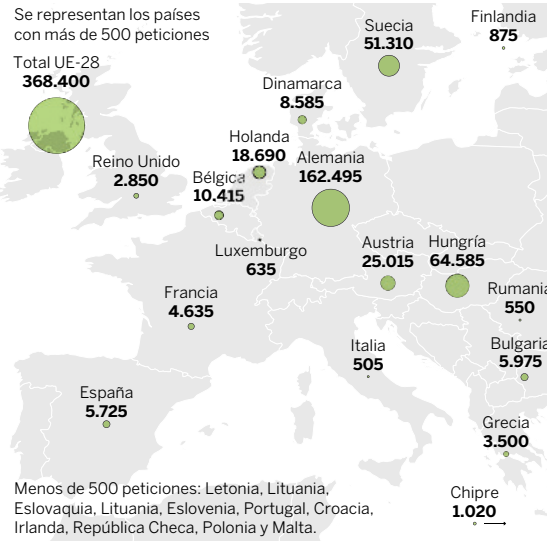 Se representan los países
con más de 500 peticiones
Total UE-28
368.400
Suecia
51.310
Finlandia
875
Dinamarca
8.585
Holanda
18.690
Alemania
162.495
Reino Unido
2.850
Bélgica
10.415
Luxemburgo
635
Austria
25.015
Hungría
64.585
Rumania
550
Francia
4.635
Italia
505
Bulgaria
5.975
España
5.725
Grecia
3.500
Chipre
1.020
Menos de 500 peticiones: Letonia, Lituania,
Eslovaquia, Lituania, Eslovenia, Portugal, Croacia,
Irlanda, República Checa, Polonia y Malta.